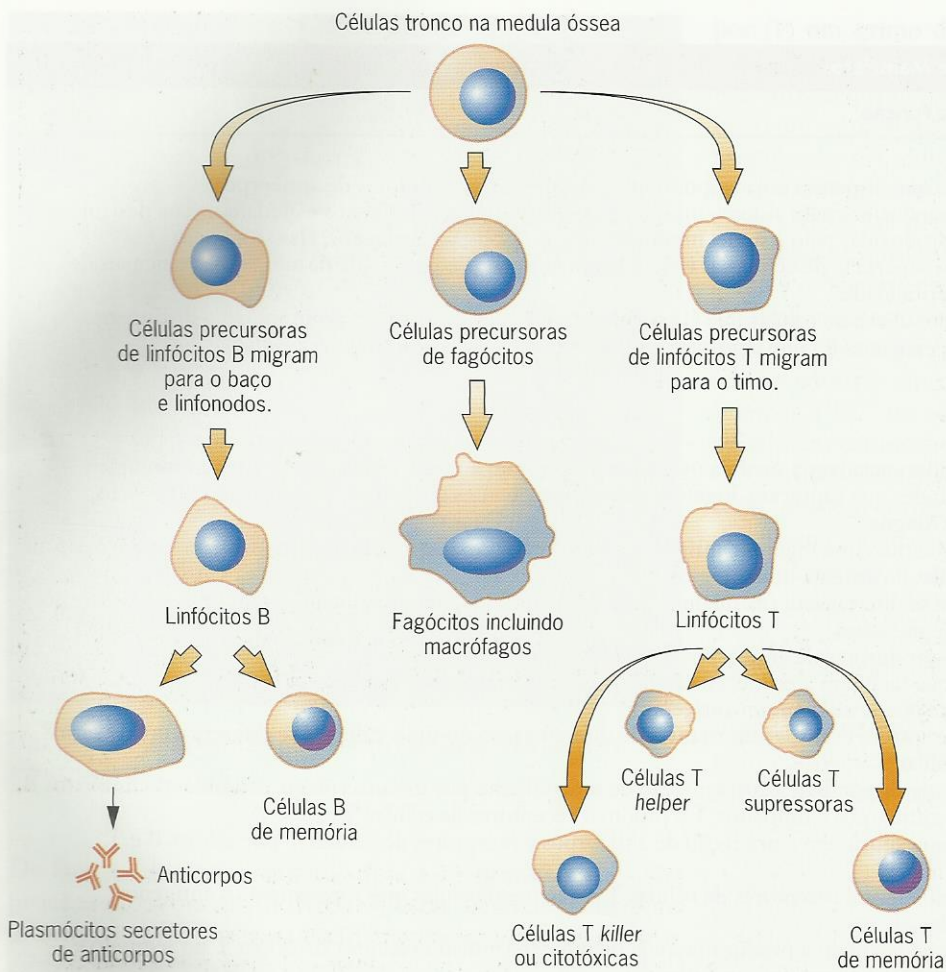 Células tronco na medula óssea
Células precursoras
de linfócitos B migram
para o baço
e linfonodos.
Células precursoras
de fagócitos
Células precursoras
de linfócitos T migram
para o timo.
Linfócitos B
Fagócitos incluindo
macrófagos
Linfócitos T
Células B
de memória
Células T
helper
Células T
supressoras
Anticorpos
Plasmócitos secretores
de anticorpos
Células T killer
ou citotóxicas
Células T
de memória